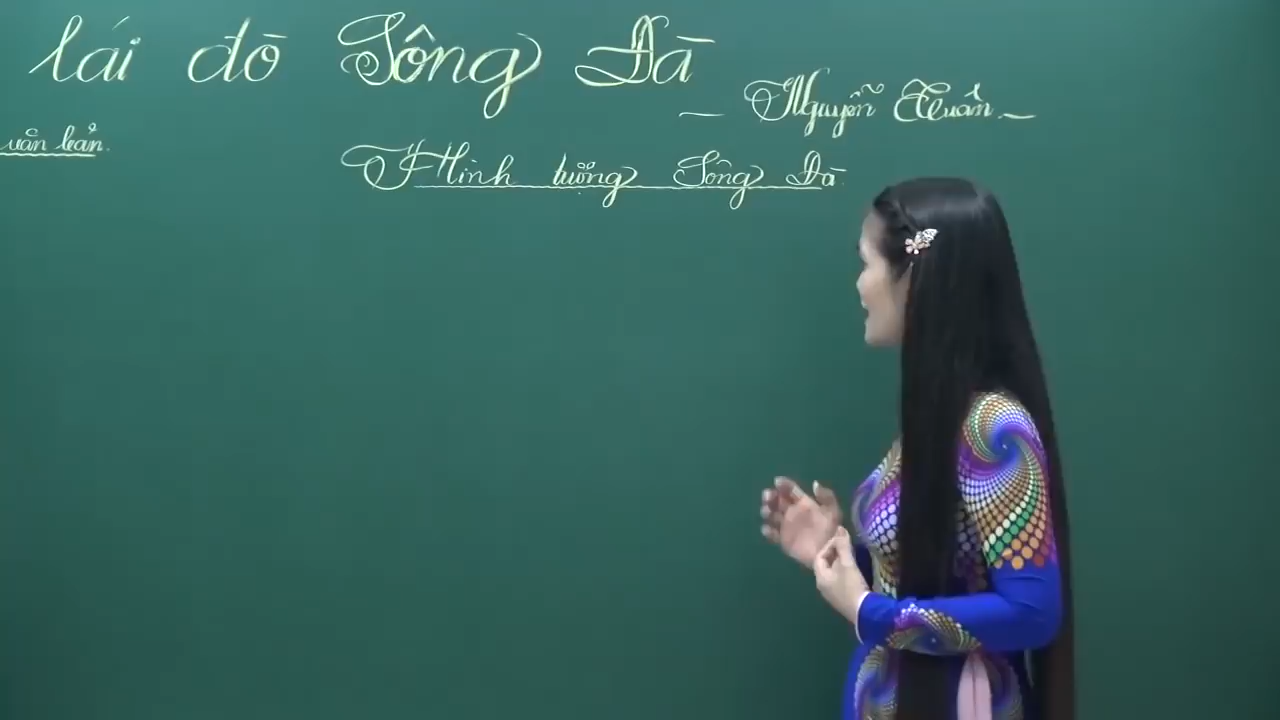 lái đò Sông Đà
— Nguyễn Tuân —
văn bản.
Hình tượng Sông Đà.